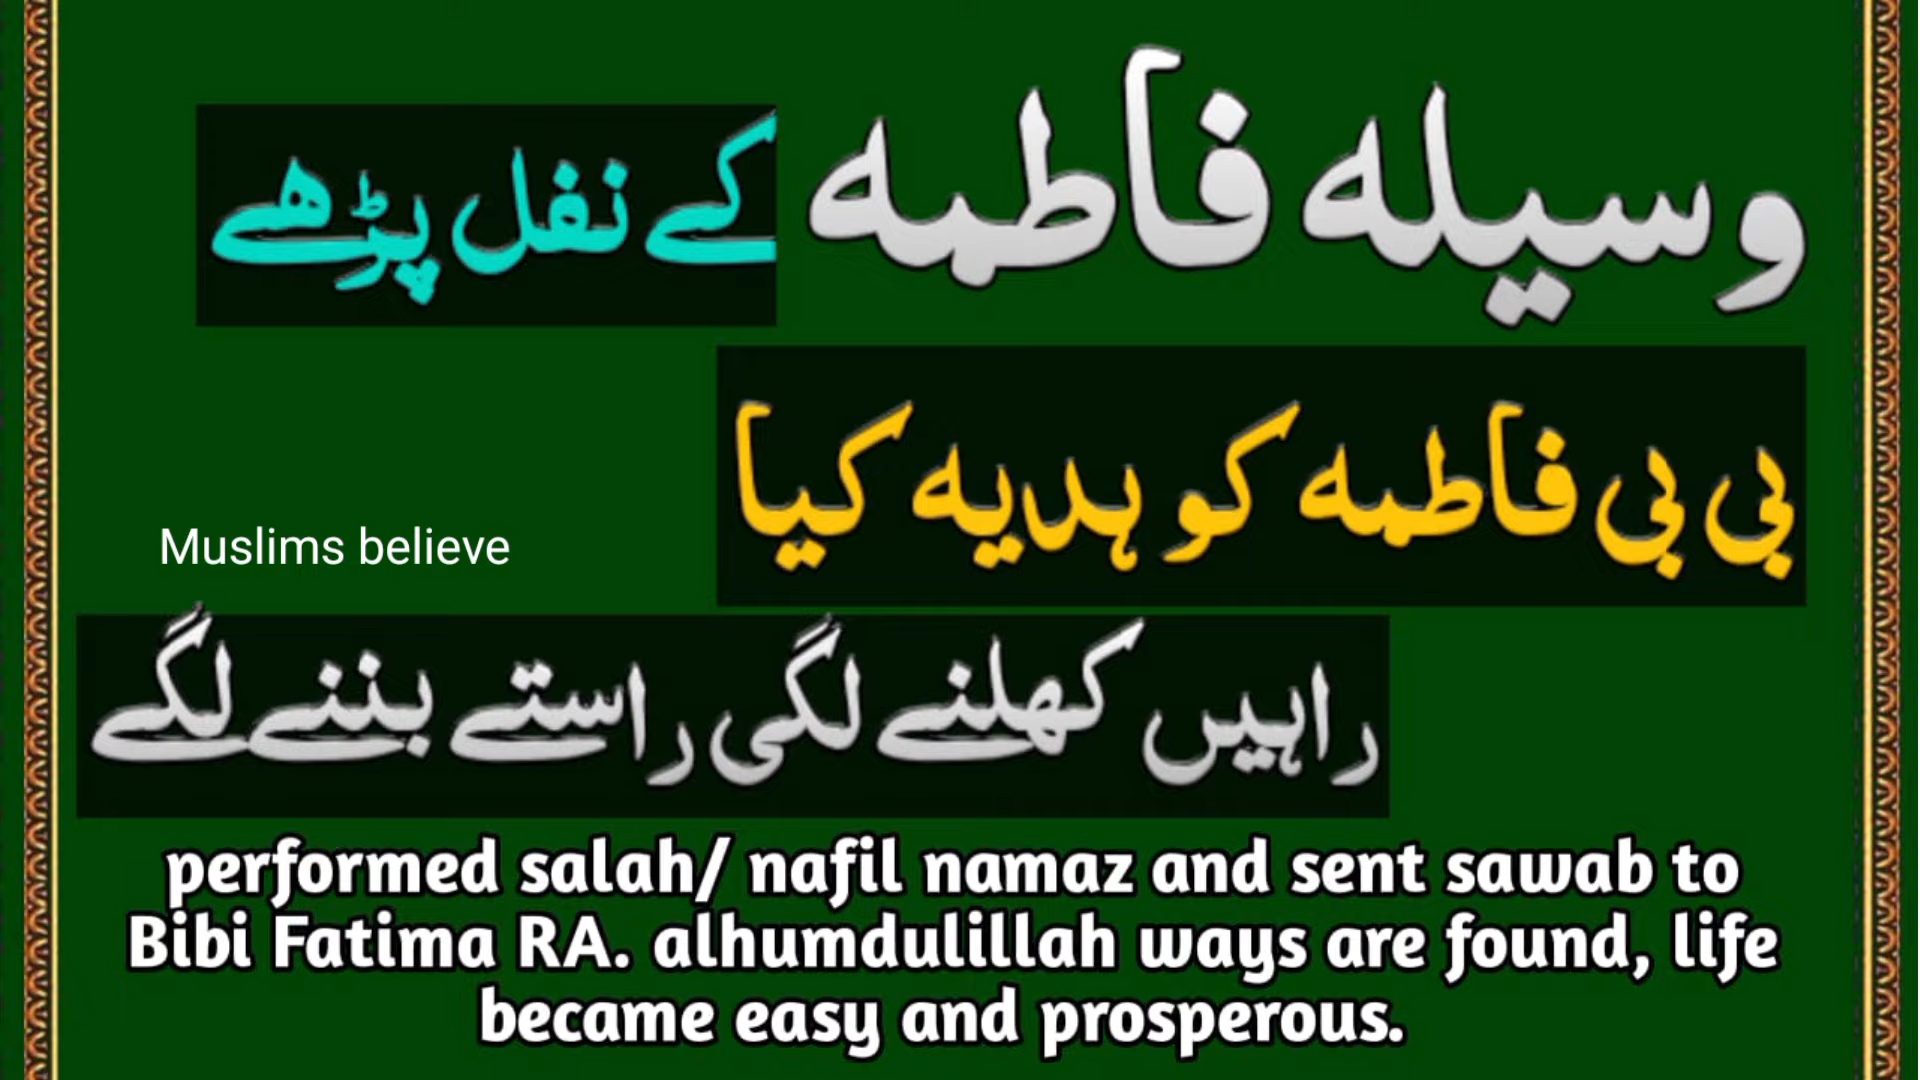 وسیلہ فاطمہ کے نفل پڑھے
بی بی فاطمہ کو ہدیہ کیا
Muslims believe
راہیں کھلنے لگی راستے بننے لگے
performed salah/ nafil namaz and sent sawab to
Bibi Fatima RA. alhumdulillah ways are found, life
became easy and prosperous.